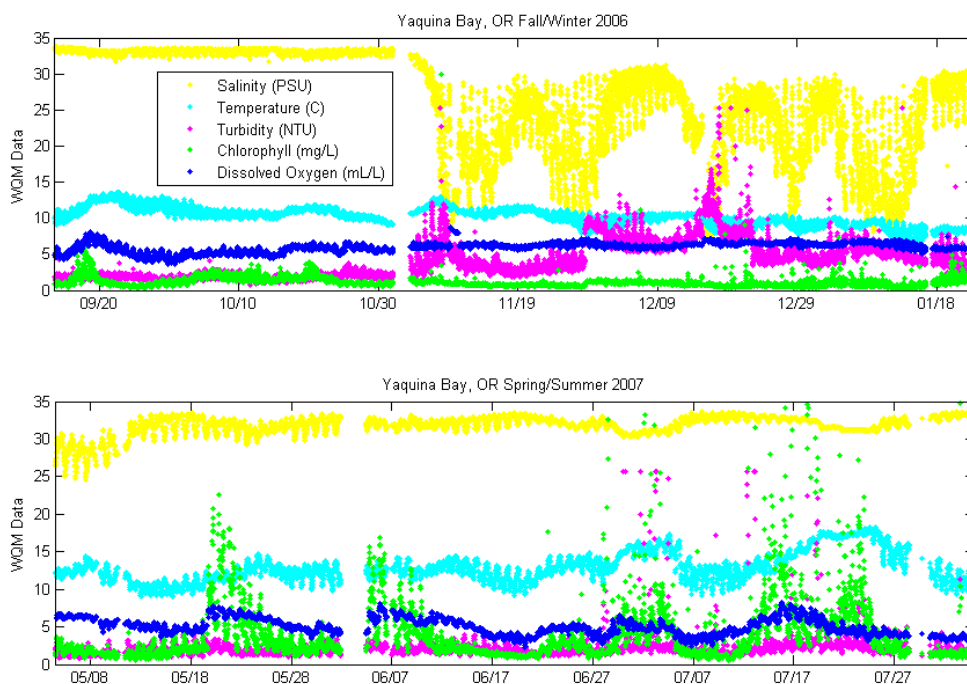 Yaquina Bay, OR Fall/Winter 2006
35
30
25
20
15
10
5
0
WQM Data
Salinity (PSU)
Temperature (C)
Turbidity (NTU)
Chlorophyll (mg/L)
Dissolved Oxygen (mL/L)
09/20 10/10 10/30 11/19 12/09 12/29 01/18
Yaquina Bay, OR Spring/Summer 2007
35
30
25
20
15
10
5
0
WQM Data
05/08 05/18 05/28 06/07 06/17 06/27 07/07 07/17 07/27